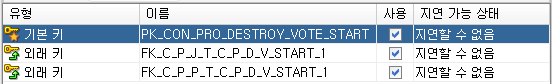 유형 이름 사용 지연 가능 상태
기본 키 PK_CON_PRO_DESTROY_VOTE_START 지연할 수 없음
외래 키 FK_C_P_J_T_C_P_D_V_START_1 지연할 수 없음
외래 키 FK_C_P_P_T_C_P_D_V_START_1 지연할 수 없음